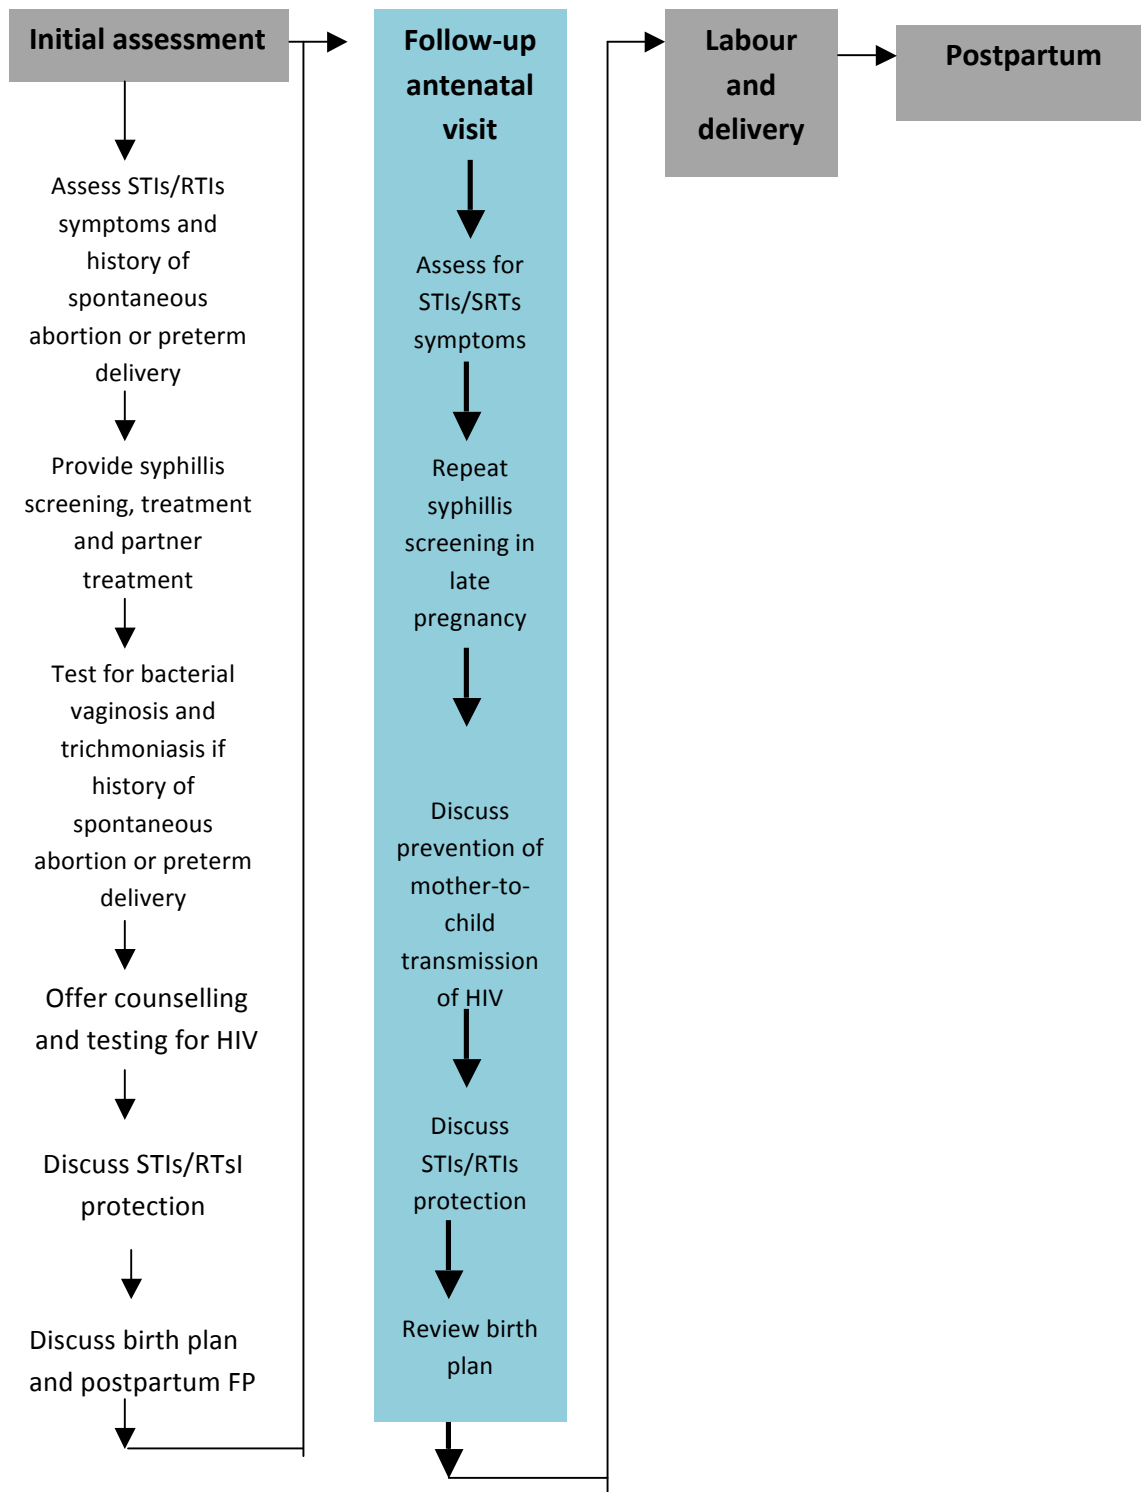 Initial assessment
Assess STIs/RTIs
symptoms and
history of
spontaneous
abortion or preterm
delivery
Provide syphillis
screening, treatment
and partner
treatment
Test for bacterial
vaginosis and
trichmoniasis if
history of
spontaneous
abortion or preterm
delivery
Offer counselling
and testing for HIV
Discuss STIs/RTsI
protection
Discuss birth plan
and postpartum FP
Follow-up
antenatal
visit
Assess for
STIs/SRTs
symptoms
Repeat
syphillis
screening in
late
pregnancy
Discuss
prevention of
mother-to-
child
transmission
of HIV
Discuss
STIs/RTIs
protection
Review birth
plan
Labour
and
delivery
Postpartum